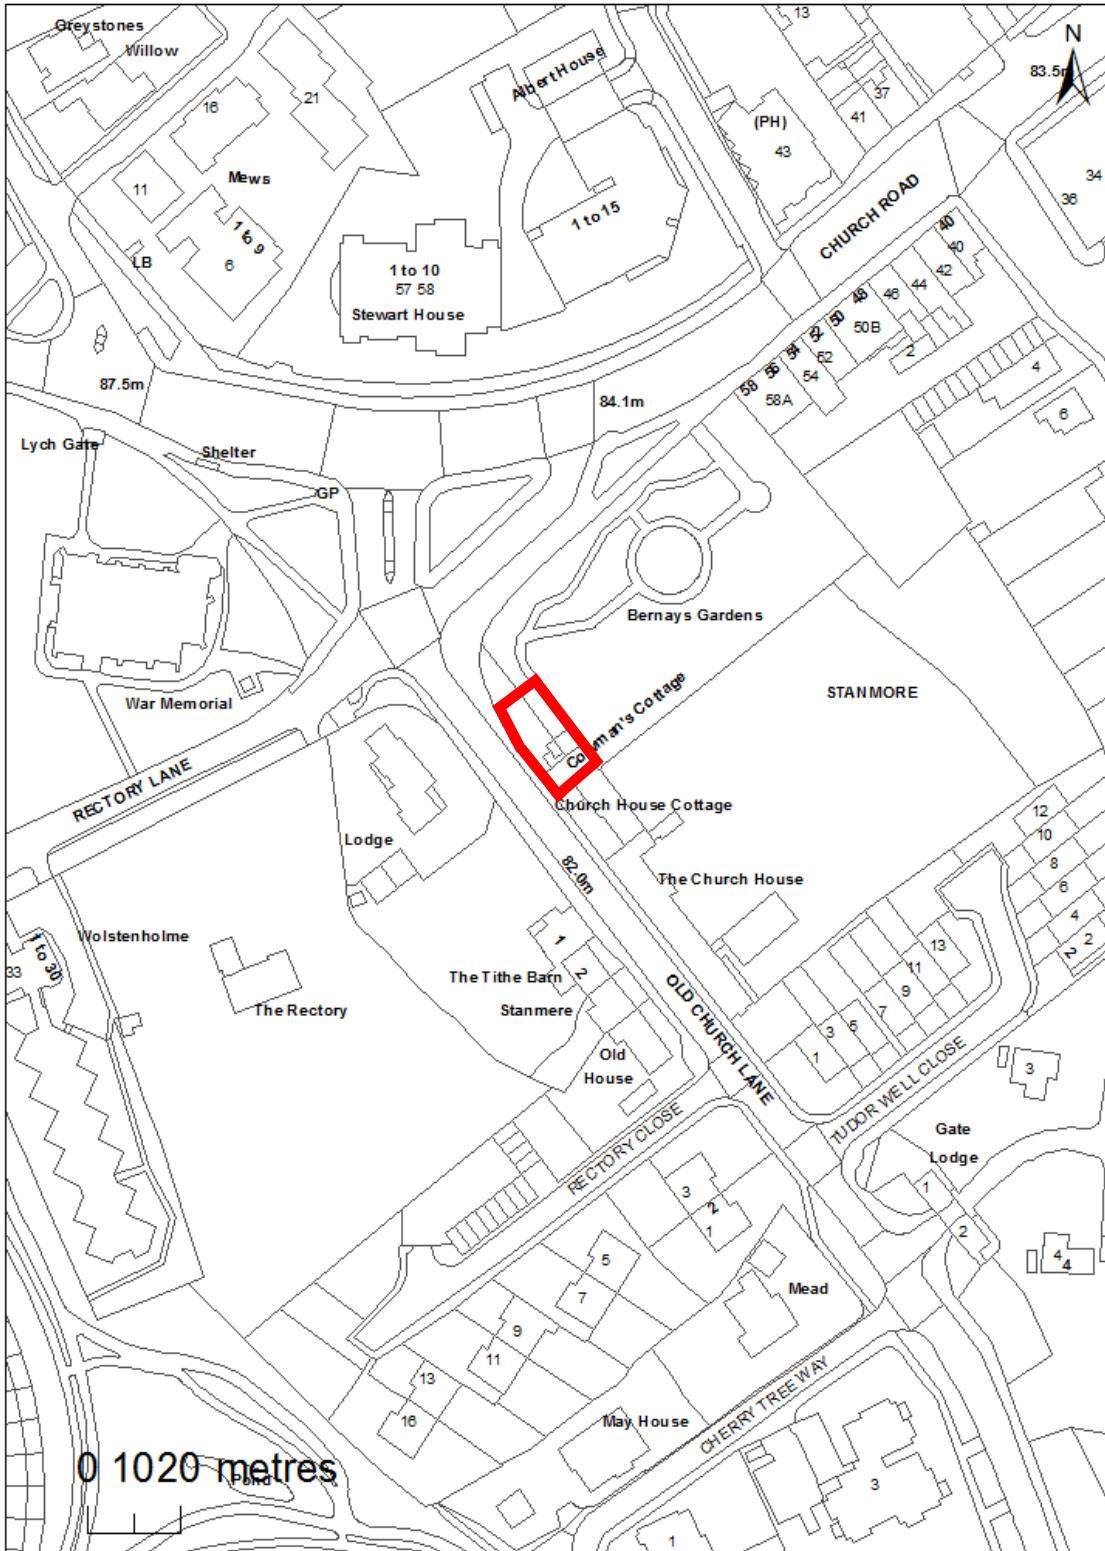 Greystones
Willow
13
N
83.5m
Albert House
21
16
37
41
(PH)
43
34
36
11
Mews
1 to 9
6
LB
1 to 15
CHURCH ROAD
1 to 10
57 58
Stewart House
40
40
42
44
46
48
50
50B
52
52
54
54
56
58
58A
2
4
6
87.5m
84.1m
Lych Gate
Shelter
GP
Bernays Gardens
STANMORE
War Memorial
RECTORY LANE
Church House Cottage
Lodge
82.0m
The Church House
12
10
8
6
4
2
2
Wolstenholme
1 to 30
33
The Rectory
1
2
The Tithe Barn
Stanmere
OLD CHURCH LANE
13
11
9
7
5
3
1
Old
House
TUDOR WELL CLOSE
3
Gate
Lodge
1
2
4
4
RECTORY CLOSE
3
2
1
5
7
Mead
9
11
13
16
CHERRY TREE WAY
May House
3
1
Pond
0 1020 metres